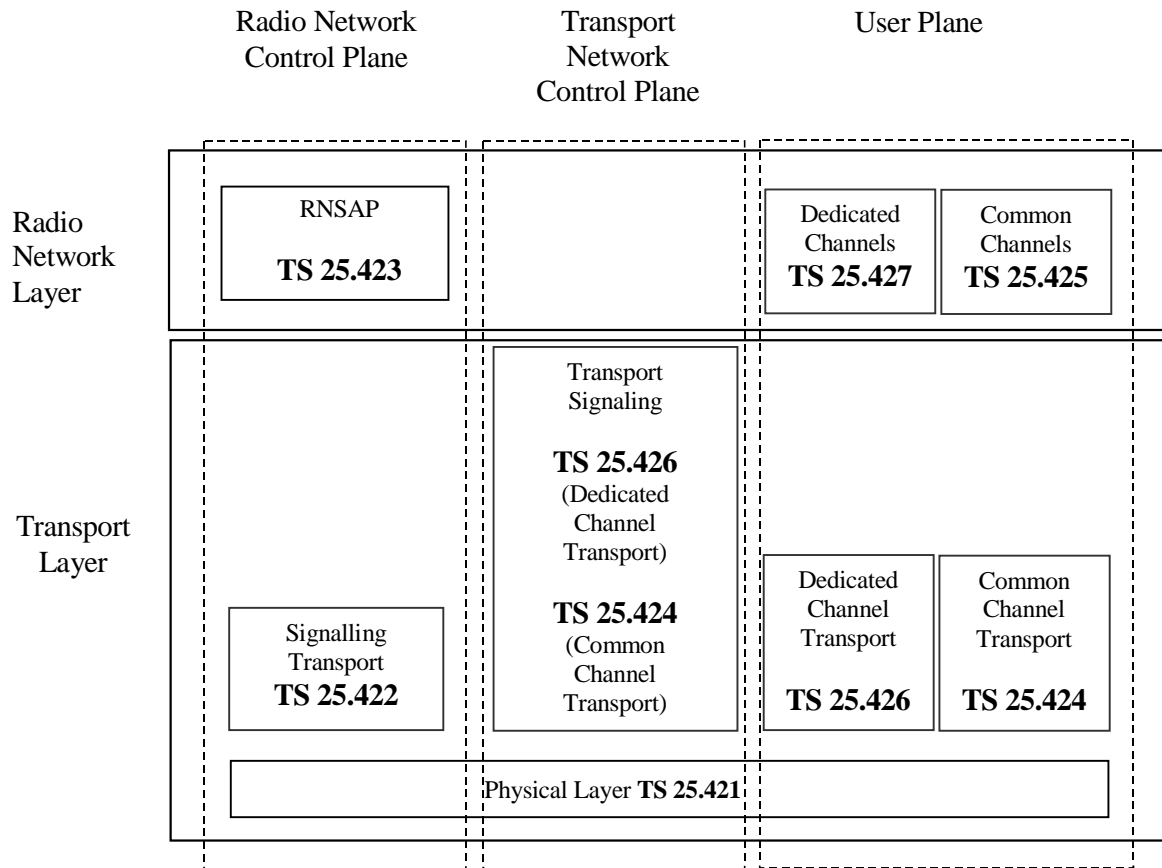 Radio Network
Control Plane
Transport
Network
Control Plane
User Plane
Radio
Network
Layer
RNSAP
TS 25.423
Dedicated
Channels
TS 25.427
Common
Channels
TS 25.425
Transport
Layer
Signalling
Transport
TS 25.422
Transport
Signaling
TS 25.426
(Dedicated
Channel
Transport)
TS 25.424
(Common
Channel
Transport)
Dedicated
Channel
Transport
TS 25.426
Common
Channel
Transport
TS 25.424
Physical Layer TS 25.421